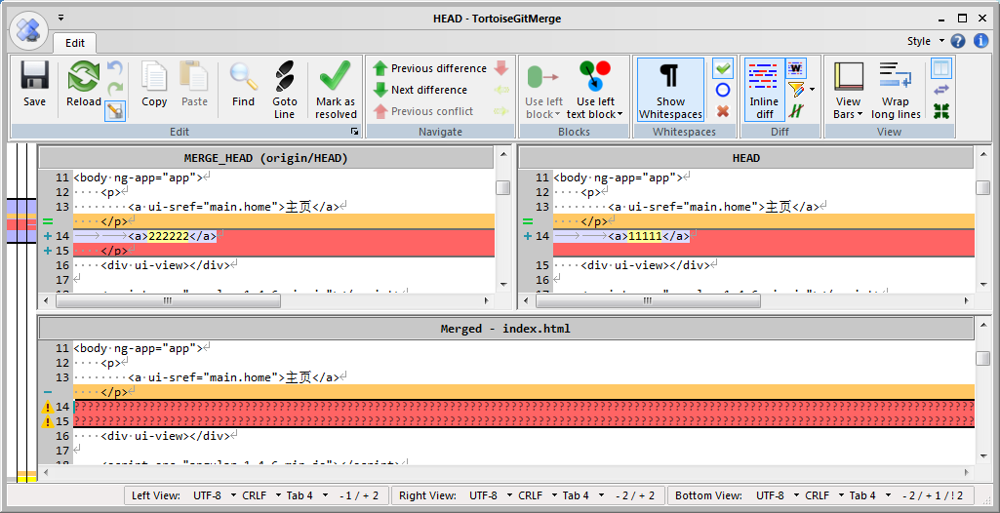 HEAD - TortoiseGitMerge
Edit
Style
Save
Reload
Copy
Paste
Find
Goto Line
Mark as resolved
Edit
Previous difference
Next difference
Previous conflict
Navigate
Use left block
Use left text block
Blocks
Show Whitespaces
Whitespaces
Inline diff
Diff
View Bars
Wrap long lines
View
MERGE_HEAD (origin/HEAD)
11 <body·ng-app="app">
12 ····<p>
13 ········<a·ui-sref="main.home">主页</a>
····</p>
14 <a>222222</a>
15 ····</p>
16 ····<div·ui-view></div>
17
HEAD
11 <body·ng-app="app">
12 ····<p>
13 ········<a·ui-sref="main.home">主页</a>
····</p>
14 <a>11111</a>
15 ····<div·ui-view></div>
16
Merged - index.html
11 <body·ng-app="app">
12 ····<p>
13 ········<a·ui-sref="main.home">主页</a>
····</p>
14
15
16 ····<div·ui-view></div>
17
Left View: UTF-8 CRLF Tab 4 - 1 / + 2
Right View: UTF-8 CRLF Tab 4 - 2 / + 2
Bottom View: UTF-8 CRLF Tab 4 - 2 / + 1 / ! 2